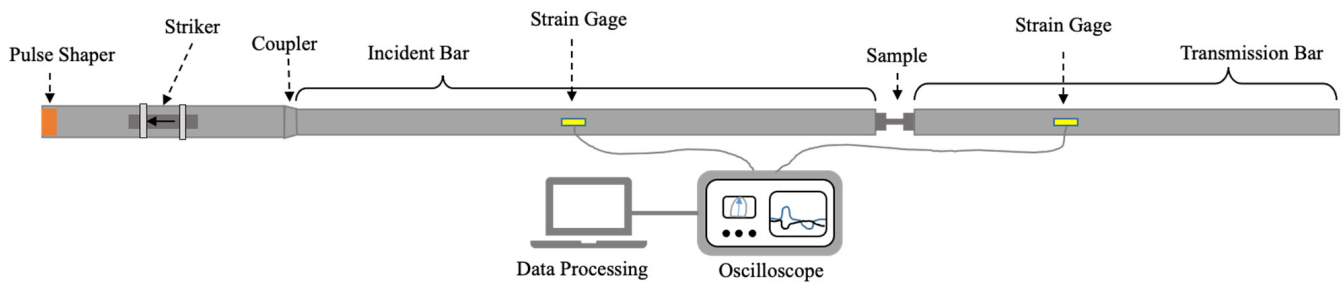 Pulse Shaper
Striker
Coupler
Incident Bar
Strain Gage
Sample
Strain Gage
Transmission Bar
Data Processing
Oscilloscope